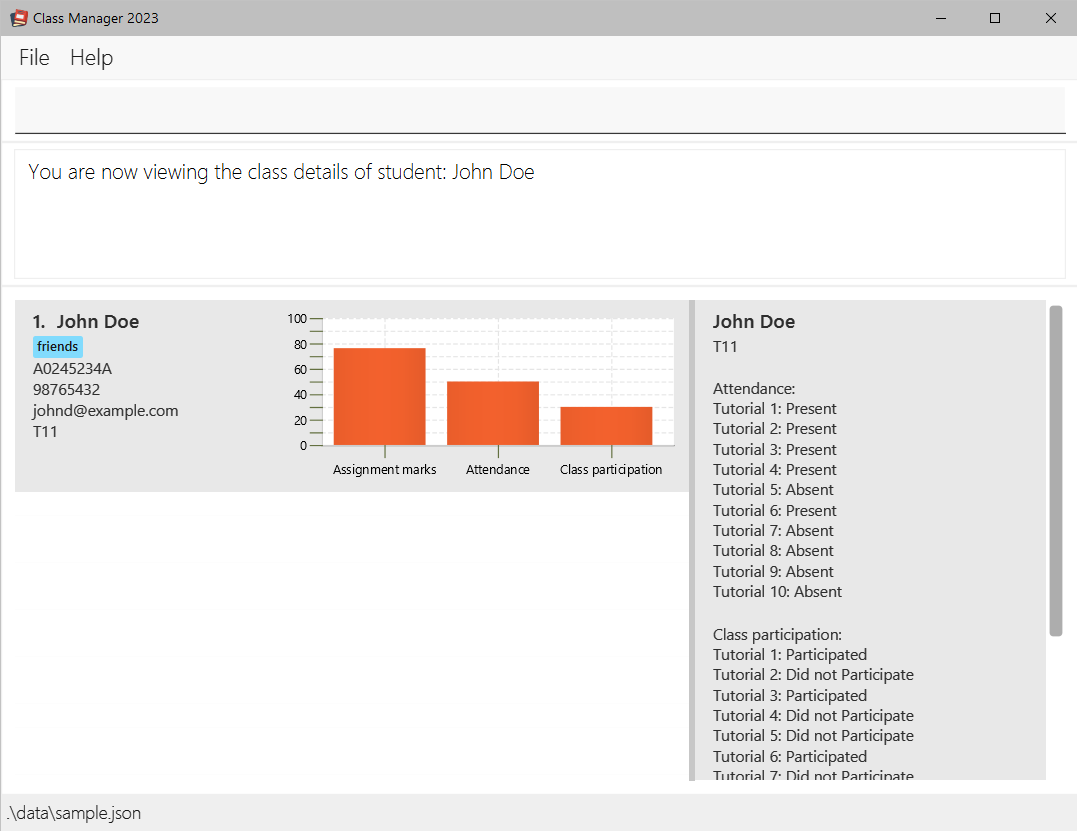 Class Manager 2023
File Help
You are now viewing the class details of student: John Doe
1. John Doe
friends
A0245234A
98765432
johnd@example.com
T11
100
80
60
40
20
0
Assignment marks Attendance Class participation
John Doe
T11
Attendance:
Tutorial 1: Present
Tutorial 2: Present
Tutorial 3: Present
Tutorial 4: Present
Tutorial 5: Absent
Tutorial 6: Present
Tutorial 7: Absent
Tutorial 8: Absent
Tutorial 9: Absent
Tutorial 10: Absent
Class participation:
Tutorial 1: Participated
Tutorial 2: Did not Participate
Tutorial 3: Participated
Tutorial 4: Did not Participate
Tutorial 5: Did not Participate
Tutorial 6: Participated
Tutorial 7: Did not Participate
.\data\sample.json